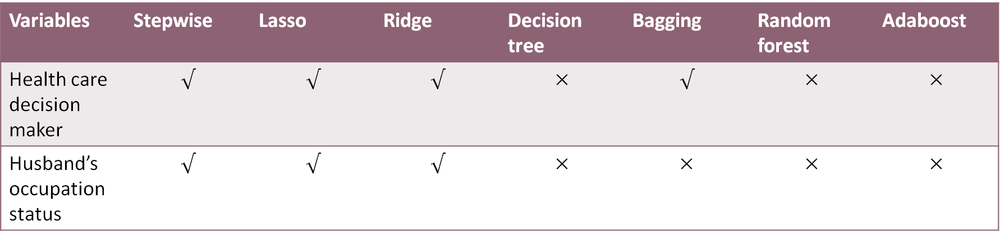 Variables Stepwise Lasso Ridge Decision tree Bagging Random forest Adaboost
Health care decision maker √ √ √ × √ × ×
Husband’s occupation status √ √ √ × × × ×